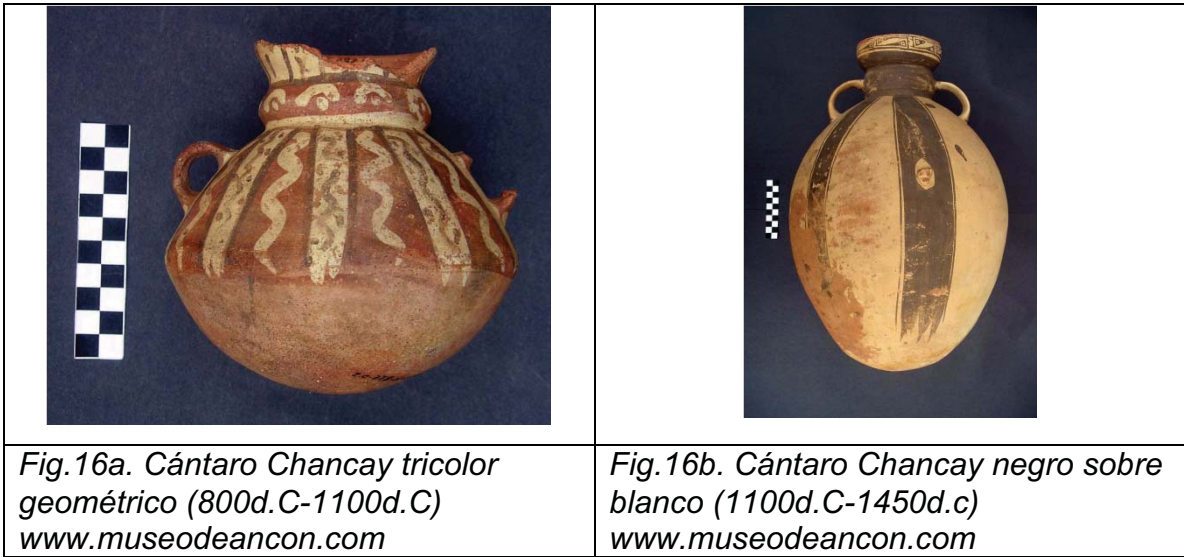 Fig.16a. Cántaro Chancay tricolor
geométrico (800d.C-1100d.C)
www.museodeancon.com
Fig.16b. Cántaro Chancay negro sobre
blanco (1100d.C-1450d.c)
www.museodeancon.com